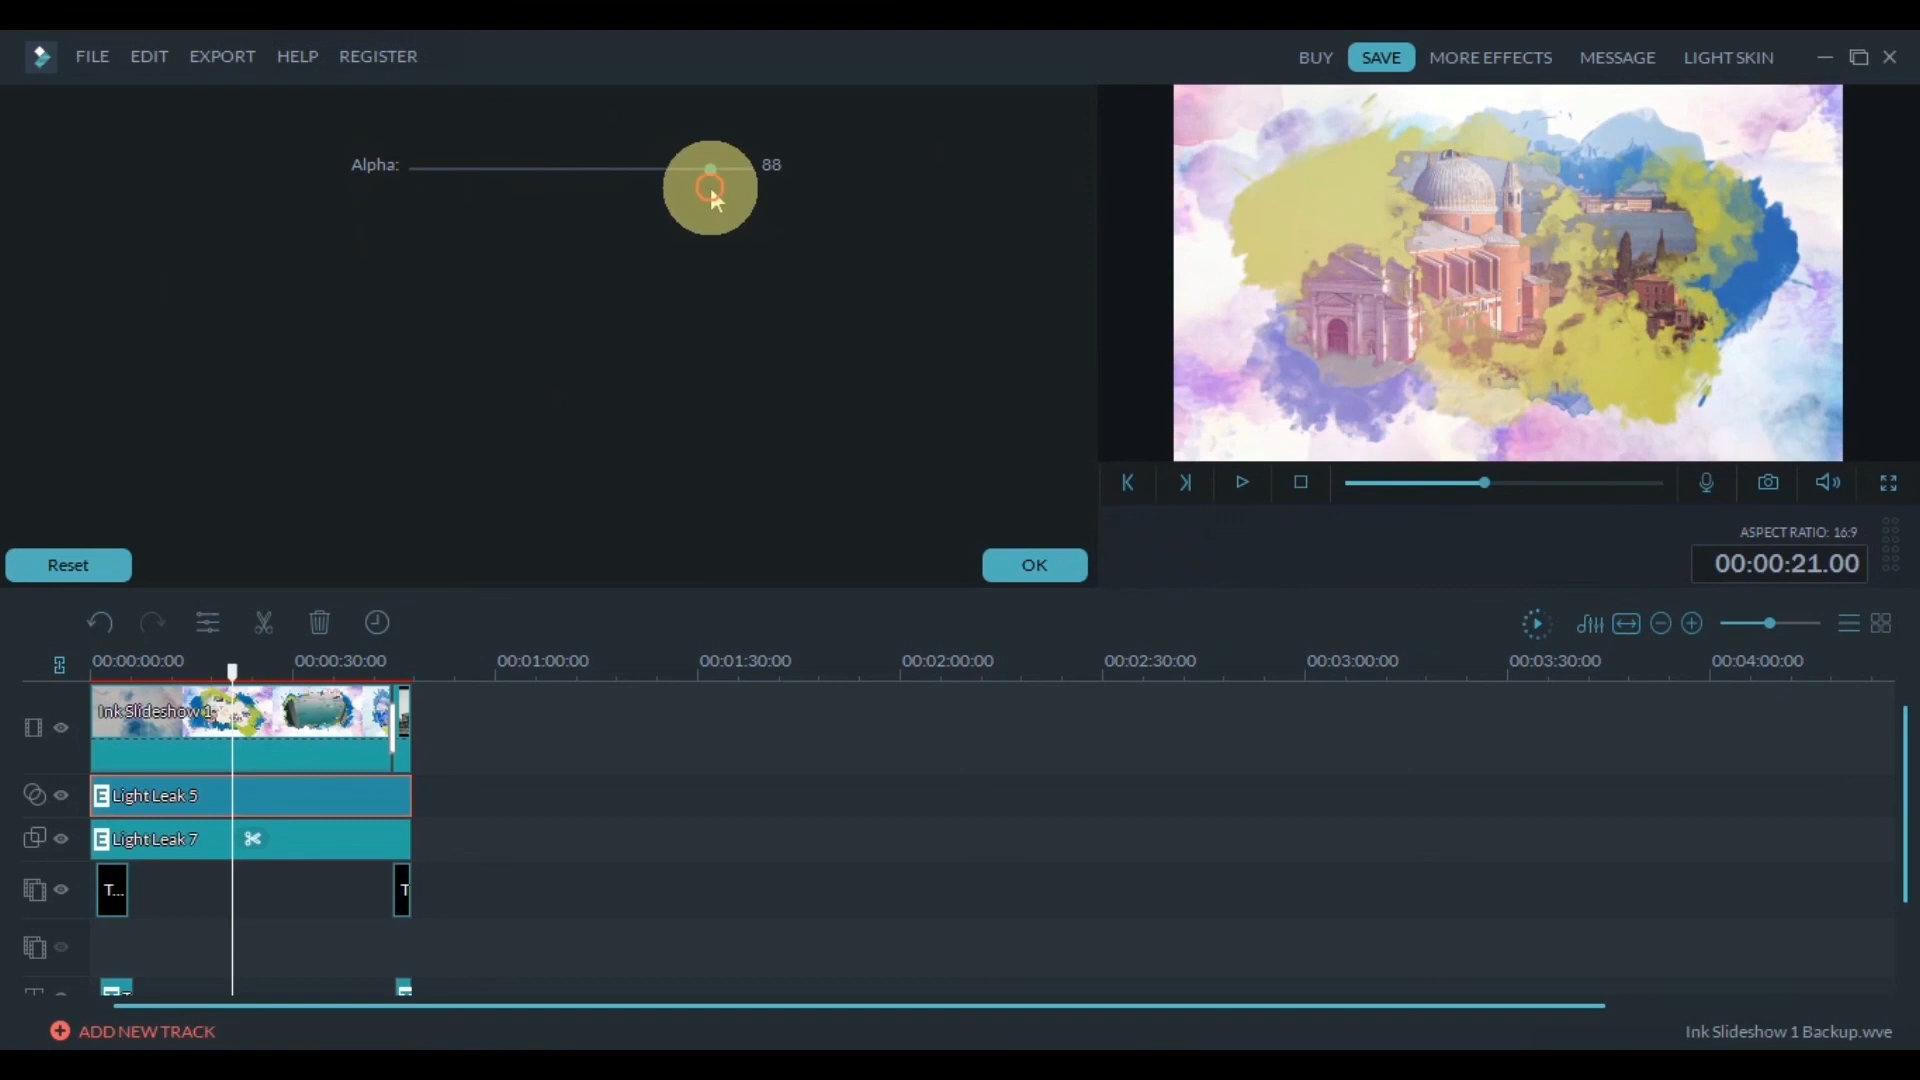 FILE EDIT EXPORT HELP REGISTER
BUY SAVE MORE EFFECTS MESSAGE LIGHT SKIN
Alpha: 88
ASPECT RATIO: 16:9
Reset OK 00:00:21.00
00:00:00:00 00:00:30:00 00:01:00:00 00:01:30:00 00:02:00:00 00:02:30:00 00:03:00:00 00:03:30:00 00:04:00:00
Ink Slideshow 1
E Light Leak 5
E Light Leak 7
T... T
ADD NEW TRACK Ink Slideshow 1 Backup.wve